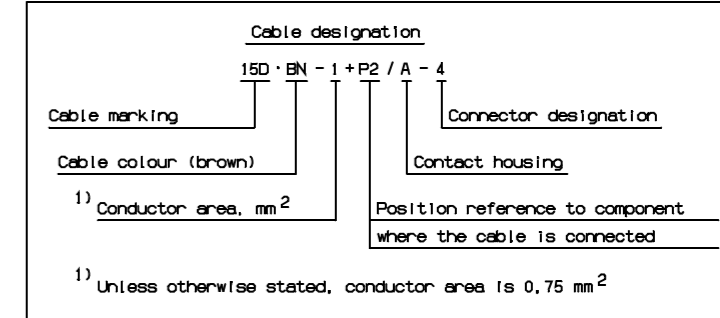 Cable designation
15D · BN - 1 + P2 / A - 4
Cable marking
Connector designation
Cable colour (brown)
Contact housing
1) Conductor area, mm 2
Position reference to component
where the cable is connected
1) Unless otherwise stated, conductor area is 0,75 mm 2